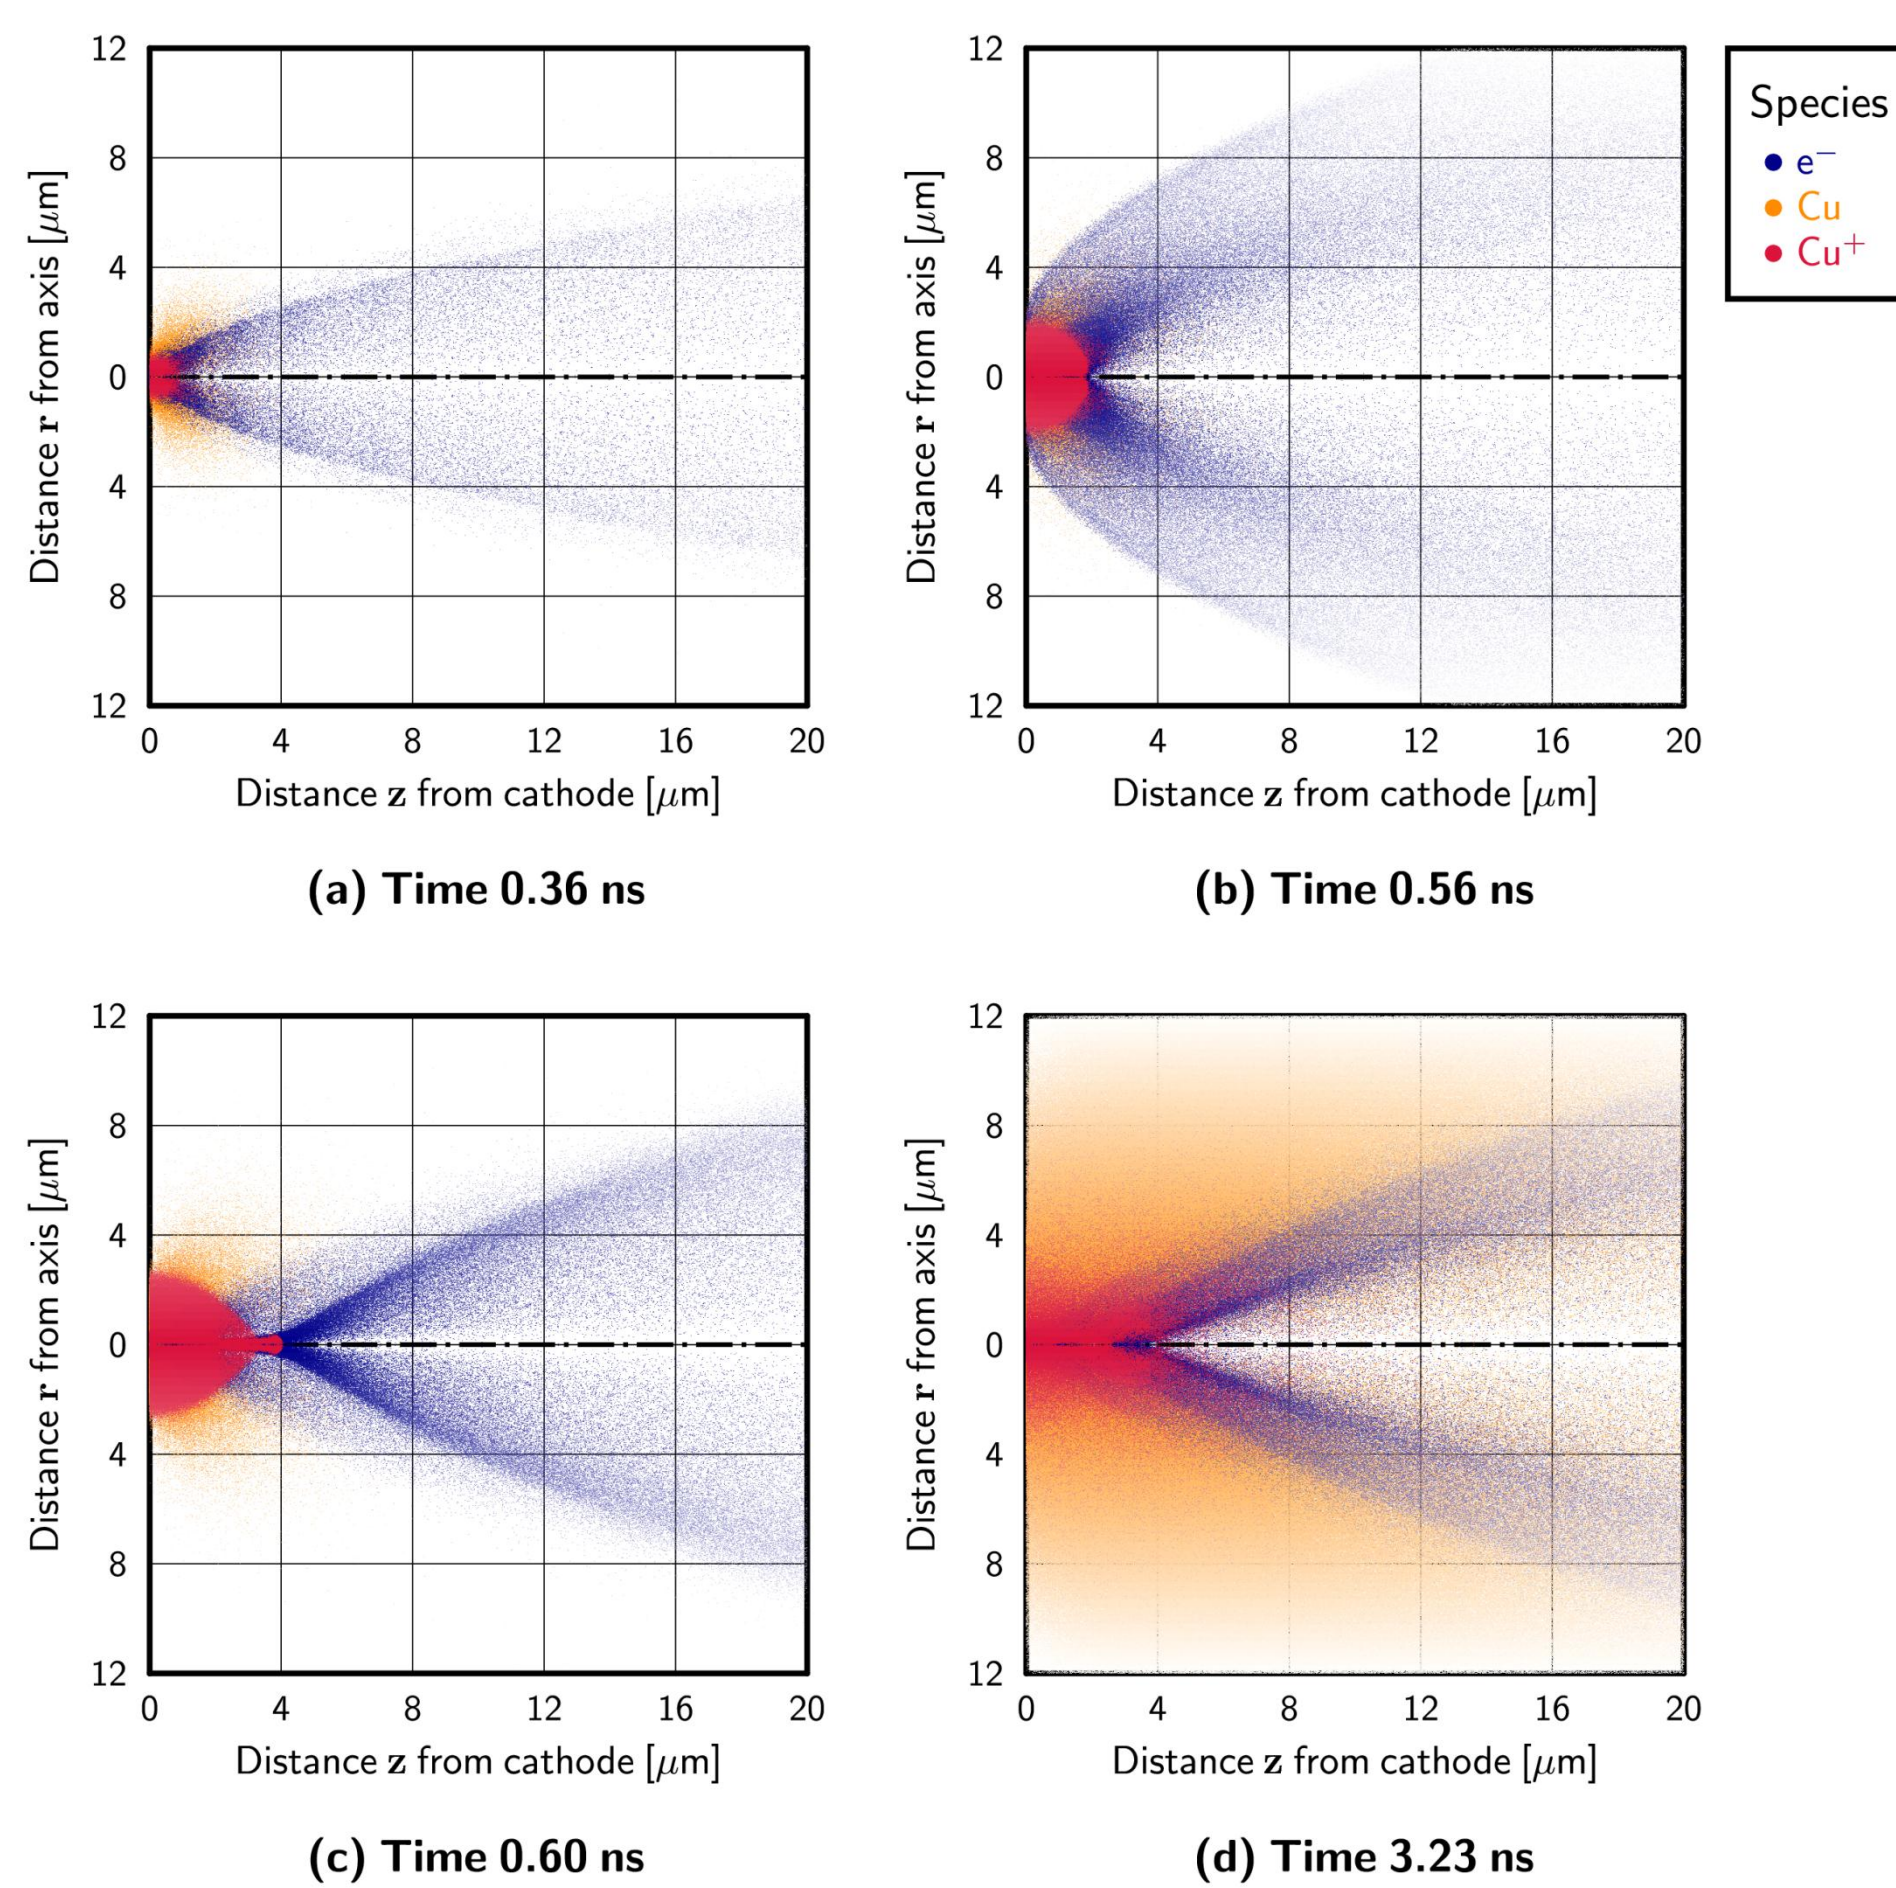 12
8
4
0
4
8
12
0 4 8 12 16 20
Distance r from axis [μm]
Distance z from cathode [μm]
(a) Time 0.36 ns
12
8
4
0
4
8
12
0 4 8 12 16 20
Distance r from axis [μm]
Distance z from cathode [μm]
(b) Time 0.56 ns
Species
e⁻
Cu
Cu⁺
12
8
4
0
4
8
12
0 4 8 12 16 20
Distance r from axis [μm]
Distance z from cathode [μm]
(c) Time 0.60 ns
12
8
4
0
4
8
12
0 4 8 12 16 20
Distance r from axis [μm]
Distance z from cathode [μm]
(d) Time 3.23 ns